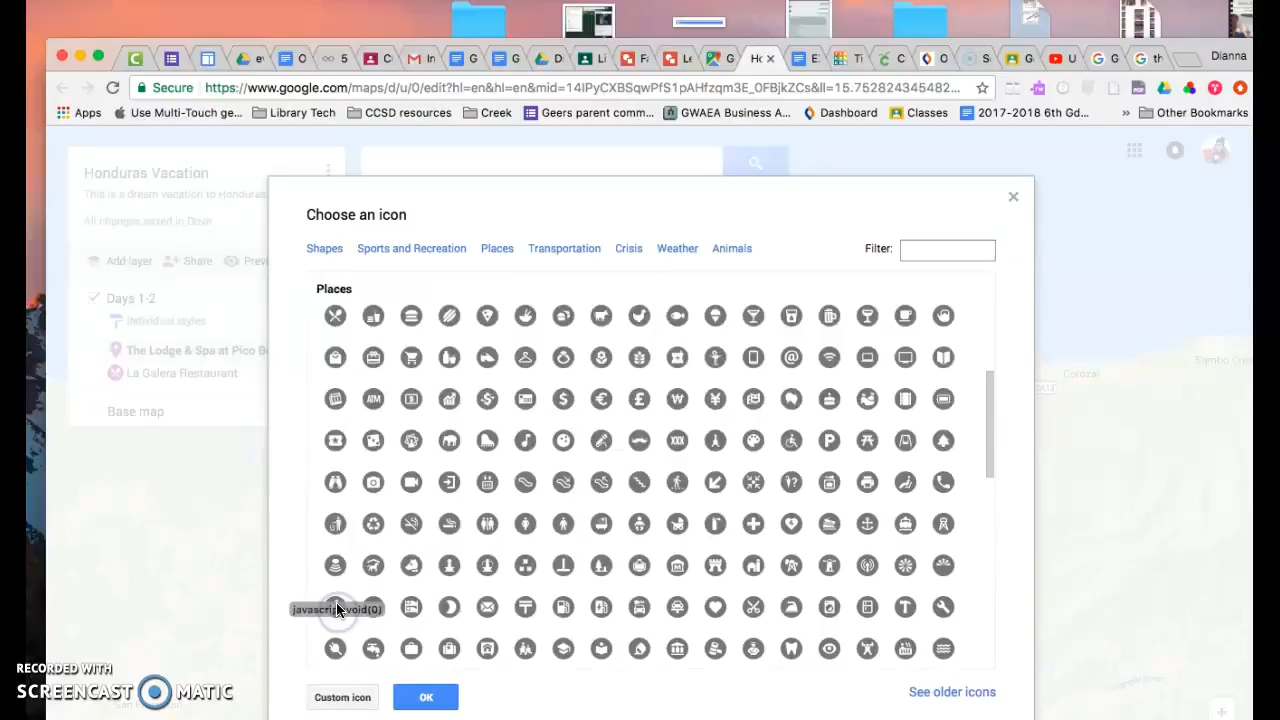 Dianna
Secure https://www.google.com/maps/d/u/0/edit?hl=en&hl=en&mid=14IPyCXBSqwPfS1pAHfzqm3E_0FBjkZCs&ll=15.752824345482...
Apps Use Multi-Touch ge... Library Tech CCSD resources Creek Geers parent comm... GWAEA Business A... Dashboard Classes 2017-2018 6th Gd... » Other Bookmarks
Honduras Vacation
This is a dream vacation to Honduras
All changes saved in Drive
Add layer Share Prev
Days 1-2
Individual styles
The Lodge & Spa at Pico B
La Galera Restaurant
Base map
Choose an icon
Shapes Sports and Recreation Places Transportation Crisis Weather Animals Filter:
Places
ATM
XXX
P
javascript:void(0)
Custom icon OK See older icons
Corozal
Sambo
RECORDED WITH
SCREENCAST MATIC